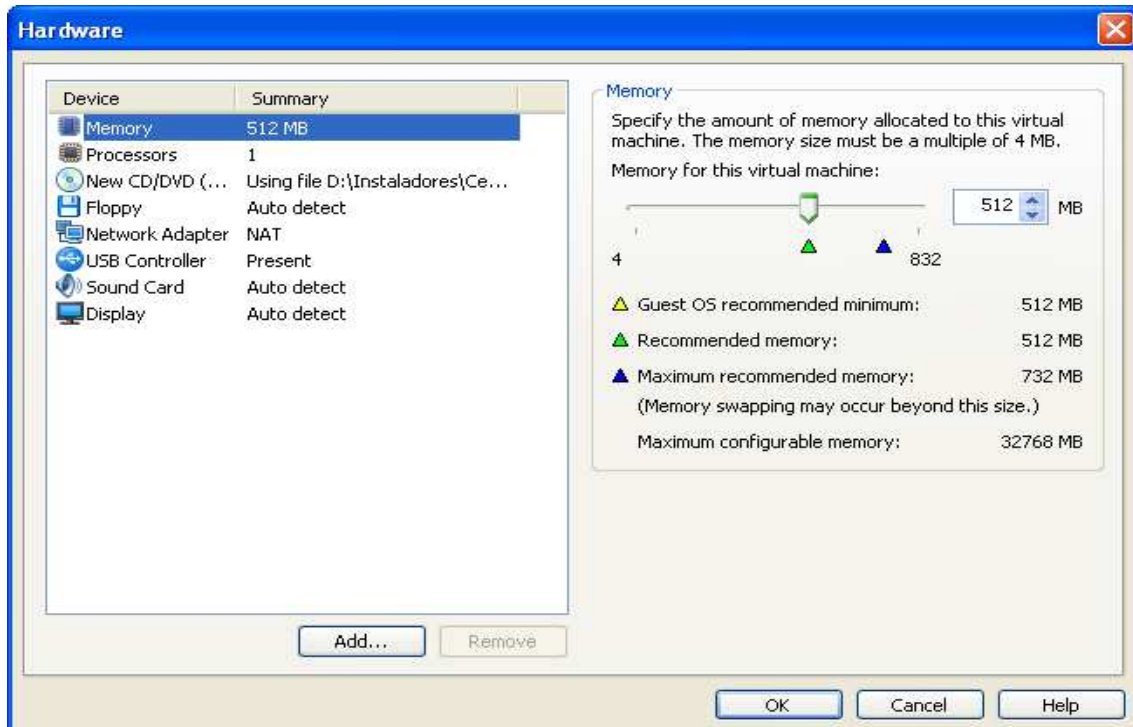 Hardware
Device Summary
Memory 512 MB
Processors 1
New CD/DVD (... Using file D:\Instaladores\Ce...
Floppy Auto detect
Network Adapter NAT
USB Controller Present
Sound Card Auto detect
Display Auto detect
Add... Remove
Memory
Specify the amount of memory allocated to this virtual
machine. The memory size must be a multiple of 4 MB.
Memory for this virtual machine:
512 MB
4 832
Guest OS recommended minimum: 512 MB
Recommended memory: 512 MB
Maximum recommended memory: 732 MB
(Memory swapping may occur beyond this size.)
Maximum configurable memory: 32768 MB
OK Cancel Help